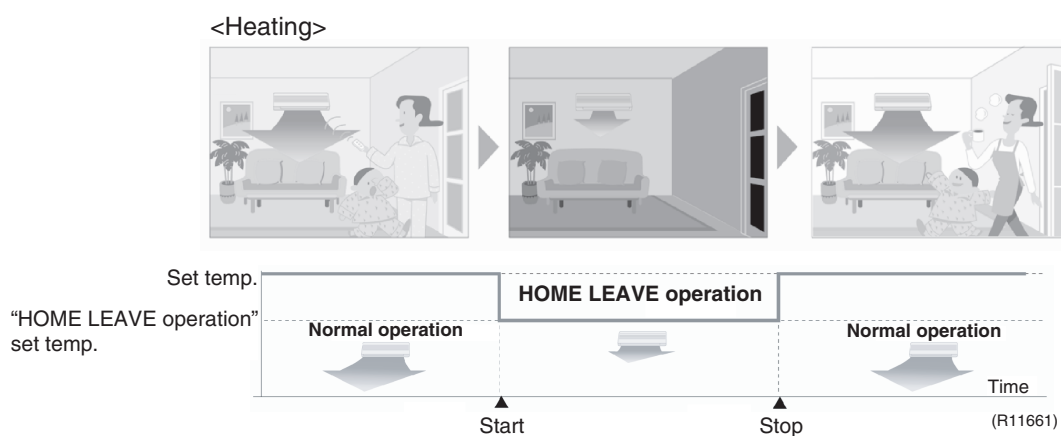 <Heating>
Set temp.
HOME LEAVE operation
“HOME LEAVE operation”
set temp.
Normal operation
Normal operation
Time
Start
Stop
(R11661)